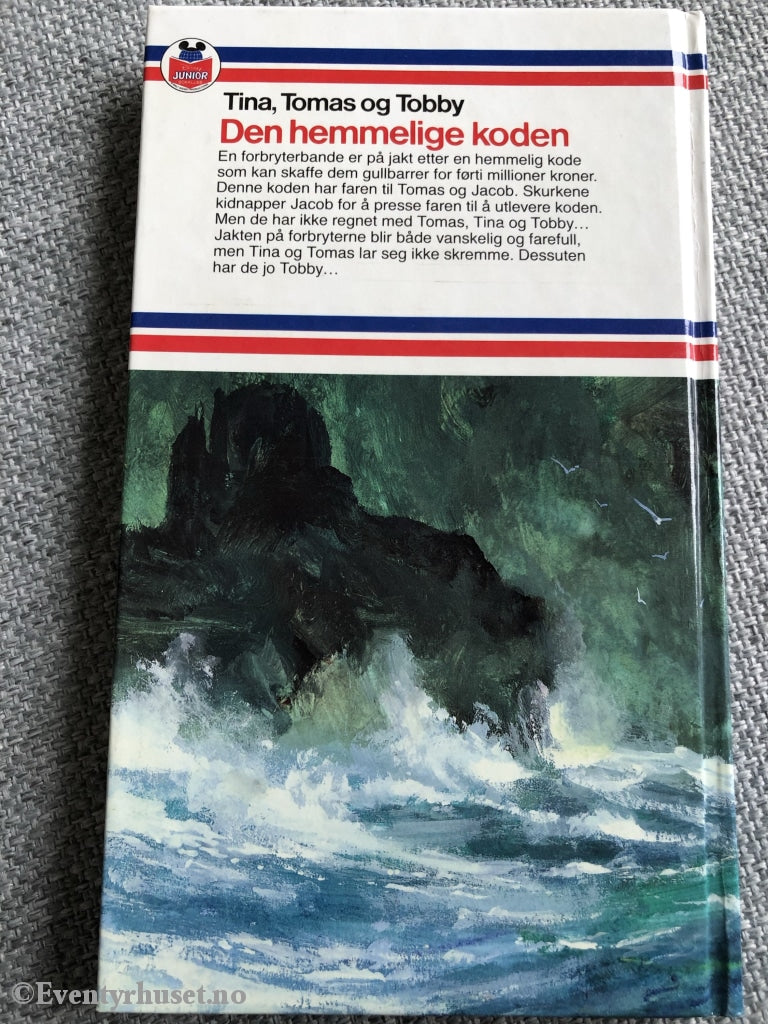 JUNIOR
Tina, Tomas og Tobby
Den hemmelige koden
En forbryterbande er på jakt etter en hemmelig kode
som kan skaffe dem gullbarrer for førti millioner kroner.
Denne koden har faren til Tomas og Jacob. Skurkene
kidnapper Jacob for å presse faren til å utlevere koden.
Men de har ikke regnet med Tomas, Tina og Tobby...
Jakten på forbryterne blir både vanskelig og farefull,
men Tina og Tomas lar seg ikke skremme. Dessuten
har de jo Tobby...
©Eventyrhuset.no